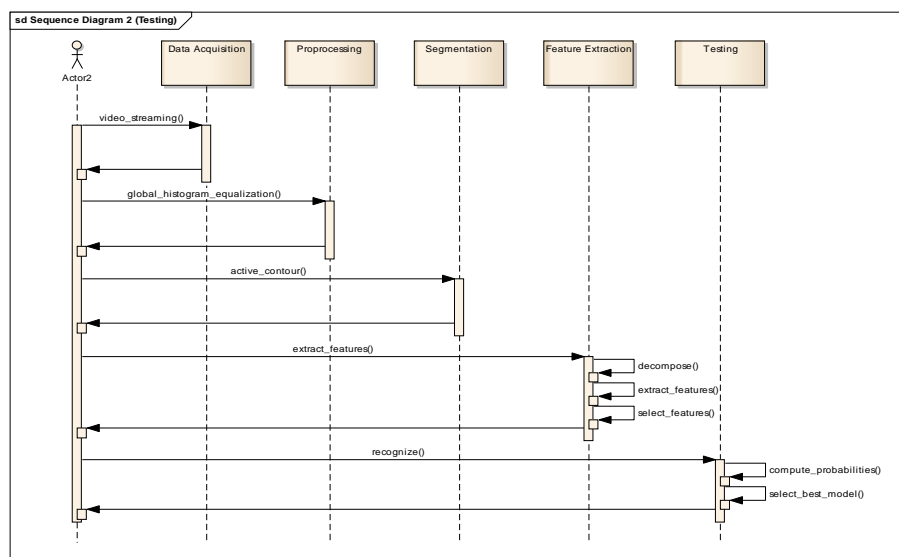 sd Sequence Diagram 2 (Testing)
Actor2
Data Acquisition
Proprocessing
Segmentation
Feature Extraction
Testing
video_streaming()
global_histogram_equalization()
active_contour()
extract_features()
decompose()
extract_features()
select_features()
recognize()
compute_probabilities()
select_best_model()